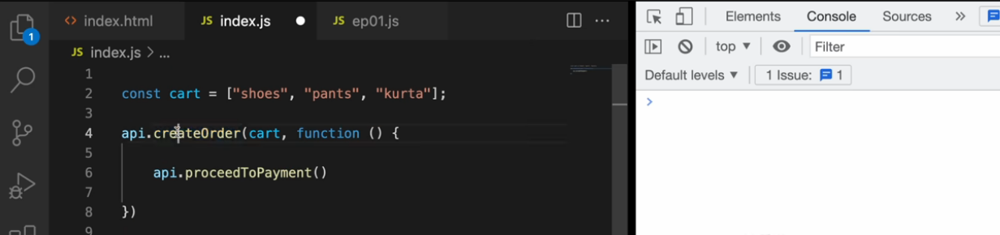 index.html
JS index.js
JS ep01.js
Elements
Console
Sources
1
top
Filter
JS index.js > ...
Default levels
1 Issue: 1
1
2 const cart = ["shoes", "pants", "kurta"];
3
4 api.createOrder(cart, function () {
5
6 api.proceedToPayment()
7
8 })
9